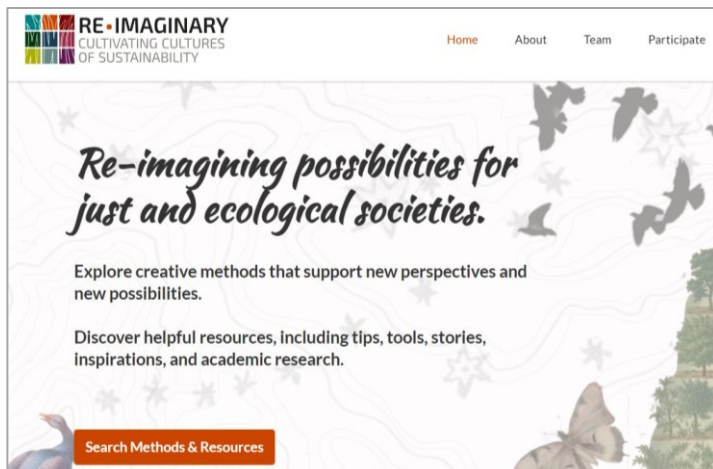 RE•IMAGINARY
CULTIVATING CULTURES
OF SUSTAINABILITY
Home About Team Participate
Re-imagining possibilities for
just and ecological societies.
Explore creative methods that support new perspectives and
new possibilities.
Discover helpful resources, including tips, tools, stories,
inspirations, and academic research.
Search Methods & Resources